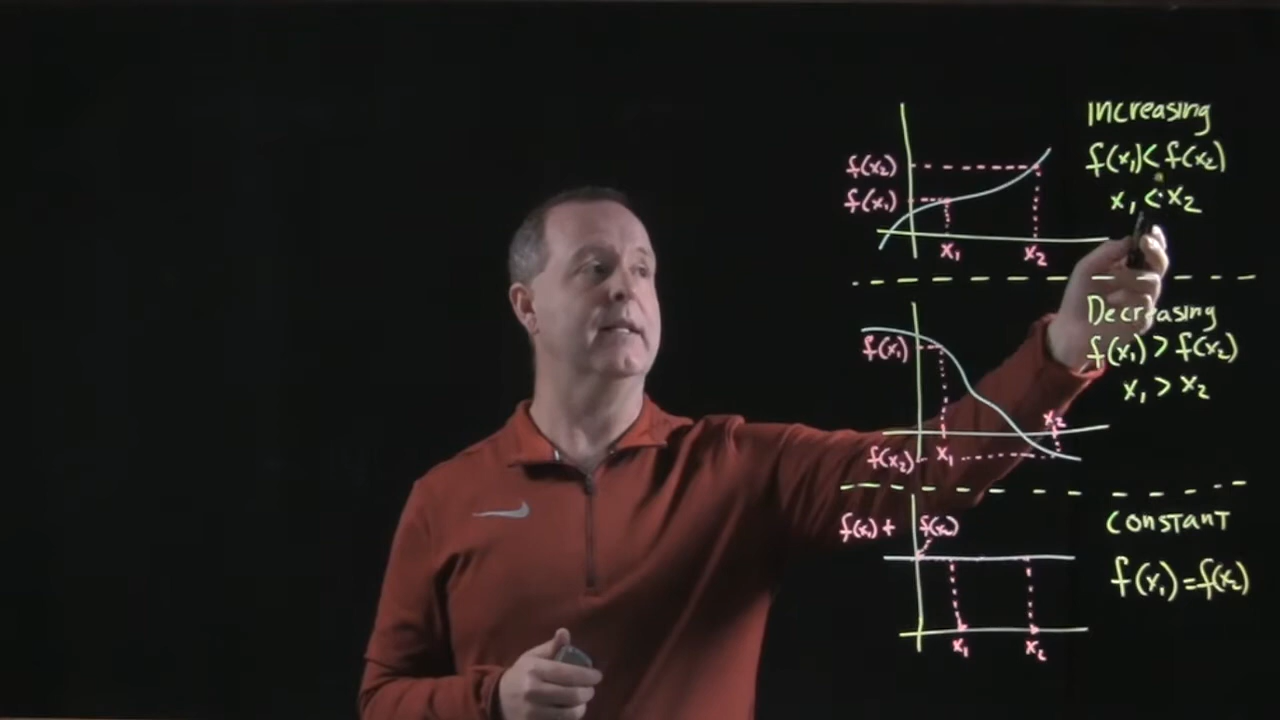 Increasing
f(x₁) < f(x₂)
x₁ < x₂
f(x₂)
f(x₁)
x₁ x₂
Decreasing
f(x₁) > f(x₂)
x₁ > x₂
f(x₁)
x₂
f(x₂) x₁
Constant
f(x₁) = f(x₂)
f(x₁) + f(x₂)
x₁ x₂